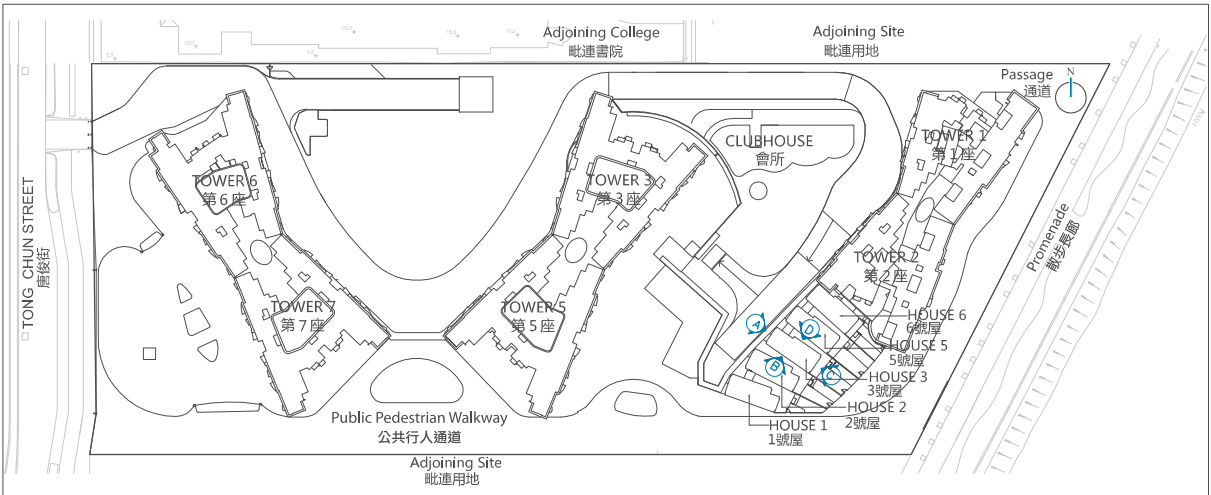 Adjoining College
毗連書院
Adjoining Site
毗連用地
Passage
通道
N
TOWER 1
第1座
CLUBHOUSE
會所
TOWER 6
第6座
TOWER 3
第3座
TONG CHUN STREET
唐俊街
Promenade
散步長廊
HWM
TOWER 2
第2座
TOWER 7
第7座
TOWER 5
第5座
A
D
B
C
HOUSE 6
6號屋
HOUSE 5
5號屋
HOUSE 3
3號屋
HOUSE 2
2號屋
HOUSE 1
1號屋
Public Pedestrian Walkway
公共行人通道
Adjoining Site
毗連用地